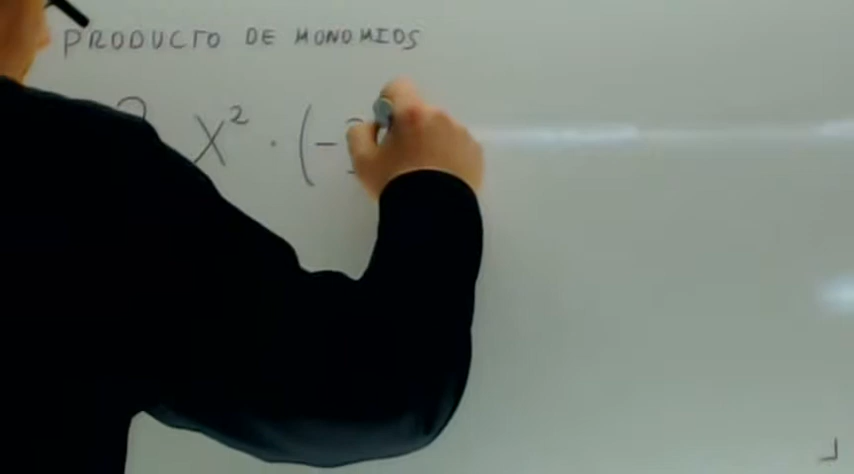 PRODUCTO DE MONOMIOS
X² · (-